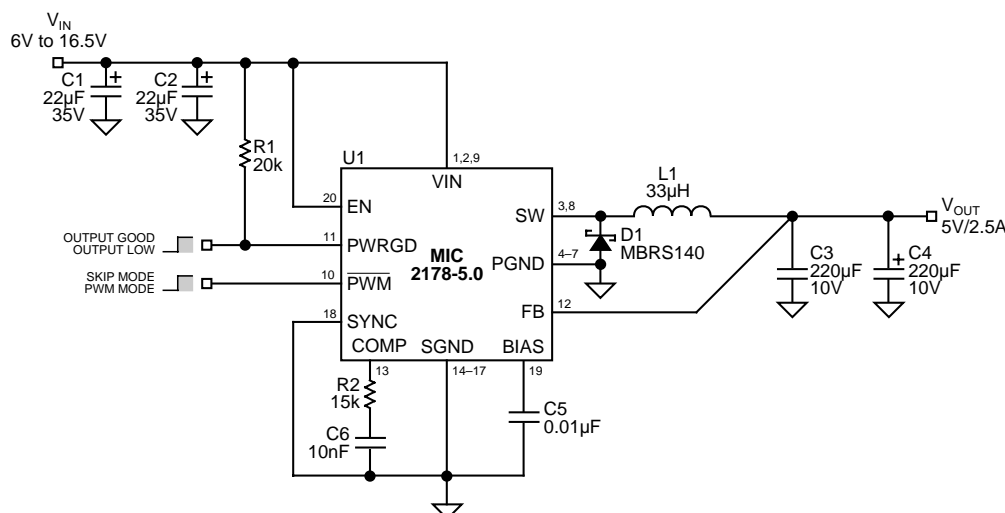 VIN
6V to 16.5V
C1
22µF
35V
C2
22µF
35V
R1
20k
U1
1,2,9
VIN
20
EN
SW
3,8
L1
33µH
VOUT
5V/2.5A
OUTPUT GOOD
OUTPUT LOW
11
PWRGD
D1
MBRS140
MIC
2178-5.0
PGND
4–7
C3
220µF
10V
C4
220µF
10V
SKIP MODE
PWM MODE
10
PWM
FB
12
18
SYNC
COMP
SGND
BIAS
13
14–17
19
R2
15k
C5
0.01µF
C6
10nF